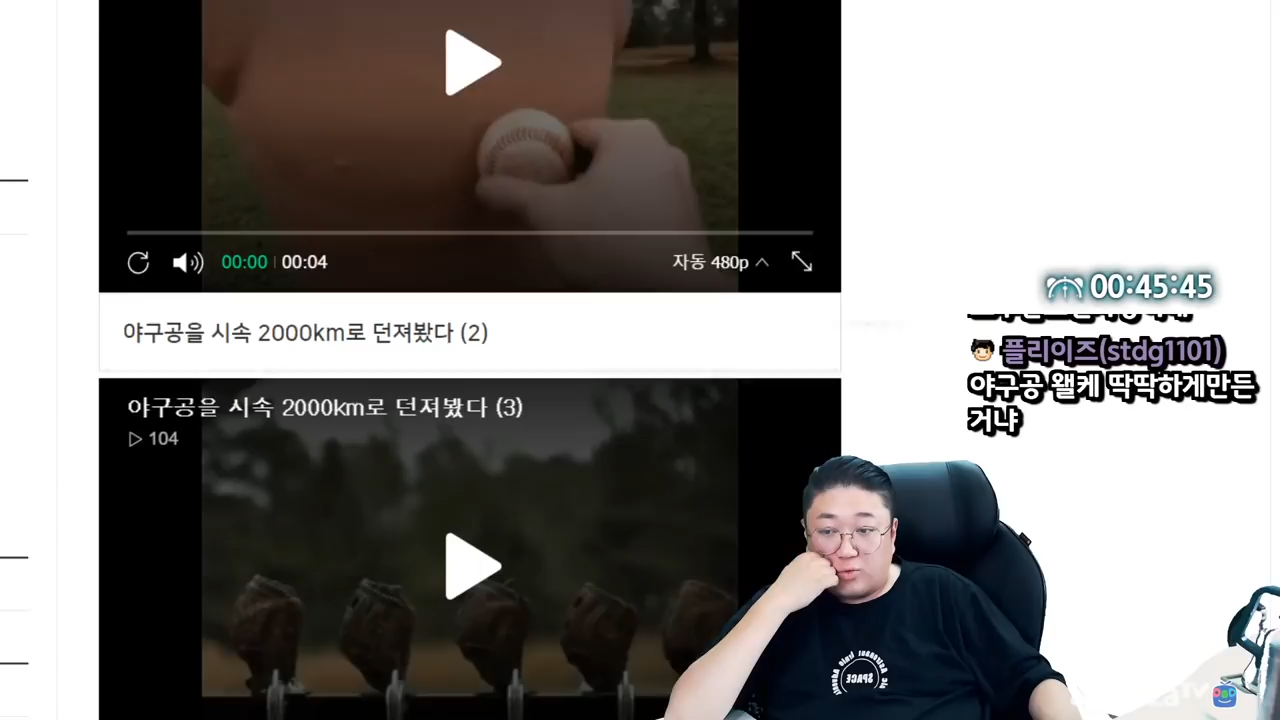 00:00 00:04
자동 480p
야구공을 시속 2000km로 던져봤다 (2)
야구공을 시속 2000km로 던져봤다 (3)
104
00:45:45
플리이즈(stdg1101)
야구공 왤케 딱딱하게만든
거냐
SPACE